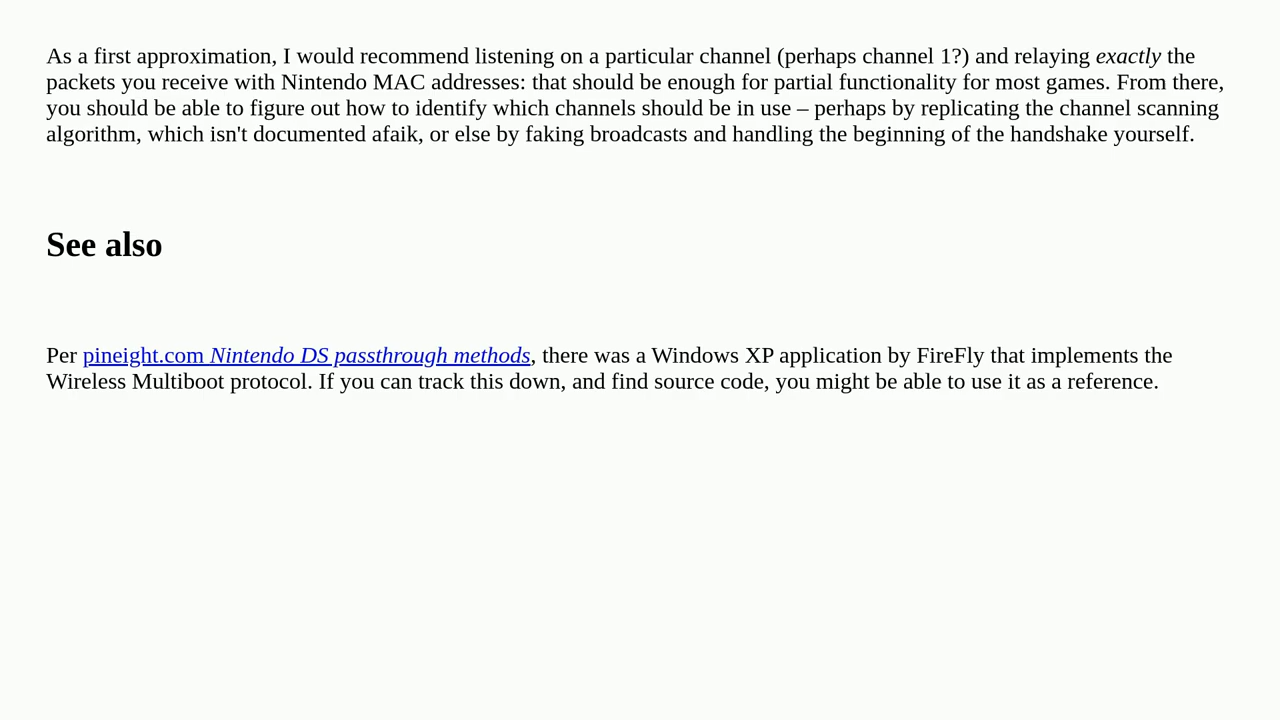 As a first approximation, I would recommend listening on a particular channel (perhaps channel 1?) and relaying exactly the
packets you receive with Nintendo MAC addresses: that should be enough for partial functionality for most games. From there,
you should be able to figure out how to identify which channels should be in use – perhaps by replicating the channel scanning
algorithm, which isn't documented afaik, or else by faking broadcasts and handling the beginning of the handshake yourself.
See also
Per pineight.com Nintendo DS passthrough methods, there was a Windows XP application by FireFly that implements the
Wireless Multiboot protocol. If you can track this down, and find source code, you might be able to use it as a reference.